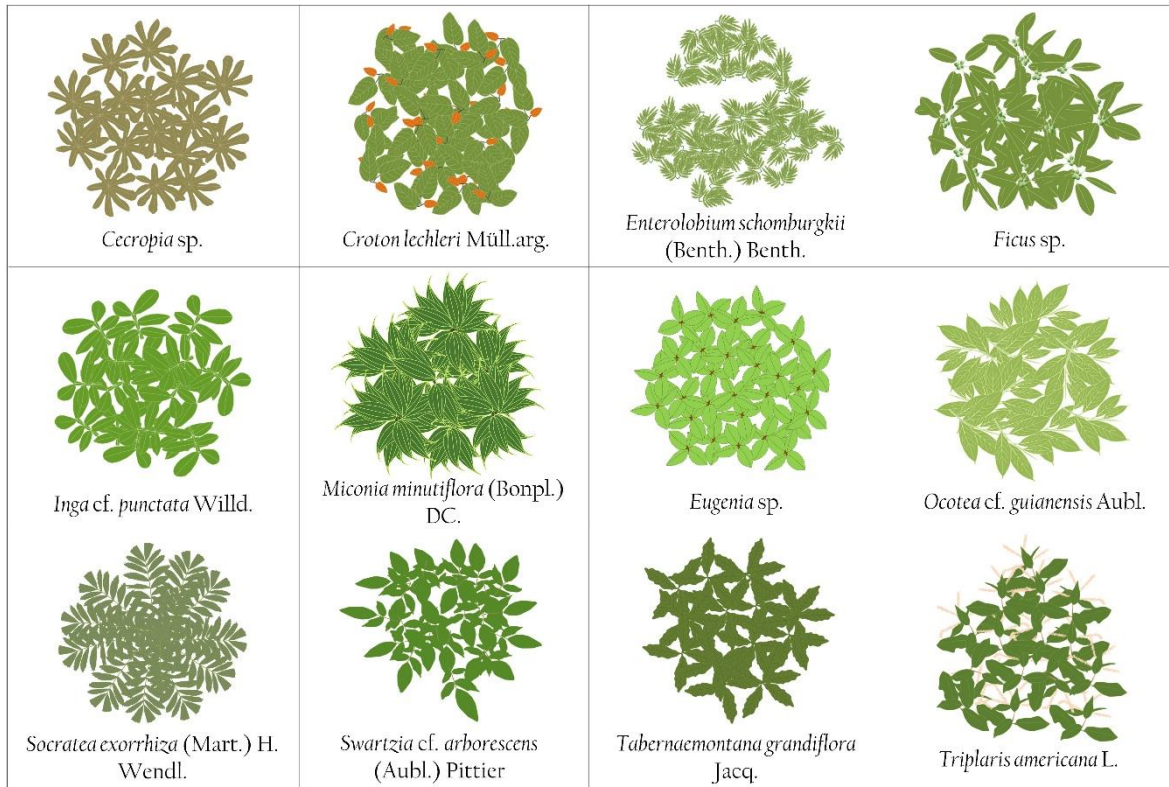 Cecropia sp.
Croton lechleri Müll.arg.
Enterolobium schomburgkii
(Benth.) Benth.
Ficus sp.
Inga cf. punctata Willd.
Miconia minutiflora (Bonpl.)
DC.
Eugenia sp.
Ocotea cf. guianensis Aubl.
Socratea exorrhiza (Mart.) H.
Wendl.
Swartzia cf. arborescens
(Aubl.) Pittier
Tabernaemontana grandiflora
Jacq.
Triplaris americana L.